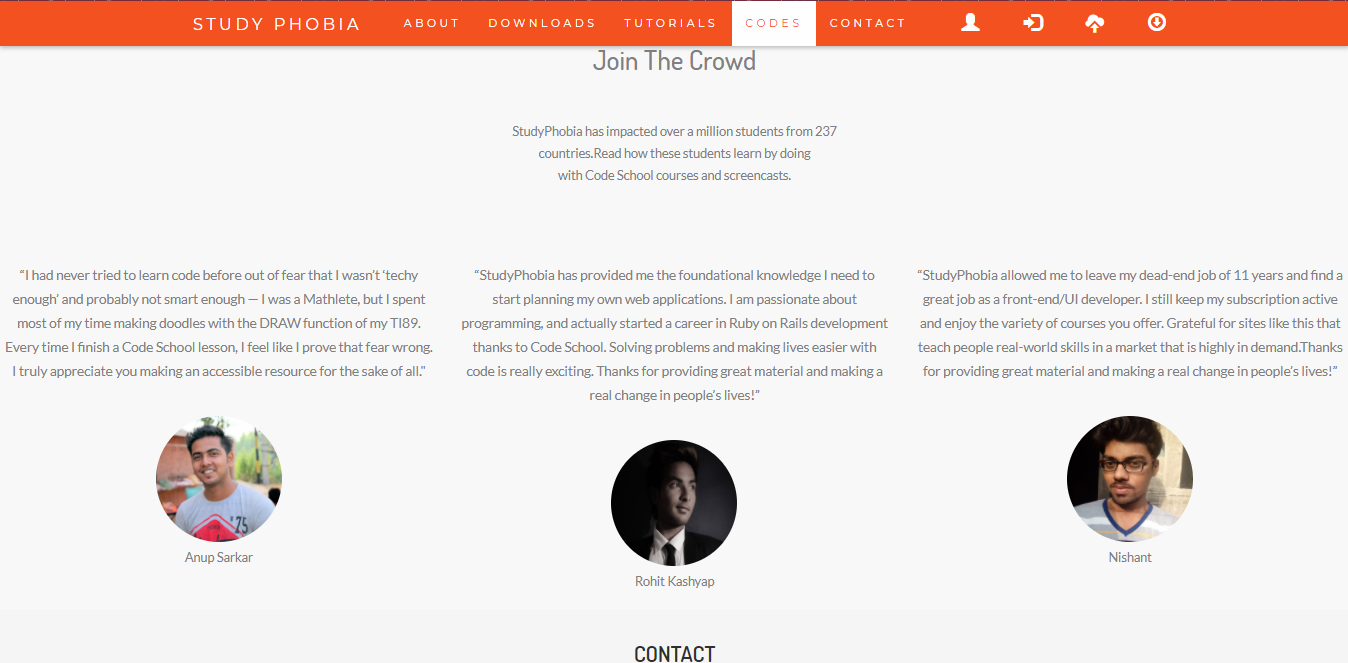 STUDY PHOBIA ABOUT DOWNLOADS TUTORIALS CODES CONTACT
Join The Crowd
StudyPhobia has impacted over a million students from 237
countries.Read how these students learn by doing
with Code School courses and screencasts.
“I had never tried to learn code before out of fear that I wasn’t ‘techy
enough’ and probably not smart enough — I was a Mathlete, but I spent
most of my time making doodles with the DRAW function of my TI89.
Every time I finish a Code School lesson, I feel like I prove that fear wrong.
I truly appreciate you making an accessible resource for the sake of all."
Anup Sarkar
“StudyPhobia has provided me the foundational knowledge I need to
start planning my own web applications. I am passionate about
programming, and actually started a career in Ruby on Rails development
thanks to Code School. Solving problems and making lives easier with
code is really exciting. Thanks for providing great material and making a
real change in people’s lives!”
Rohit Kashyap
“StudyPhobia allowed me to leave my dead-end job of 11 years and find a
great job as a front-end/UI developer. I still keep my subscription active
and enjoy the variety of courses you offer. Grateful for sites like this that
teach people real-world skills in a market that is highly in demand.Thanks
for providing great material and making a real change in people’s lives!”
Nishant
75
CONTACT